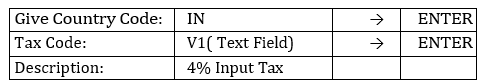 Give Country Code: IN → ENTER
Tax Code: V1( Text Field) → ENTER
Description: 4% Input Tax